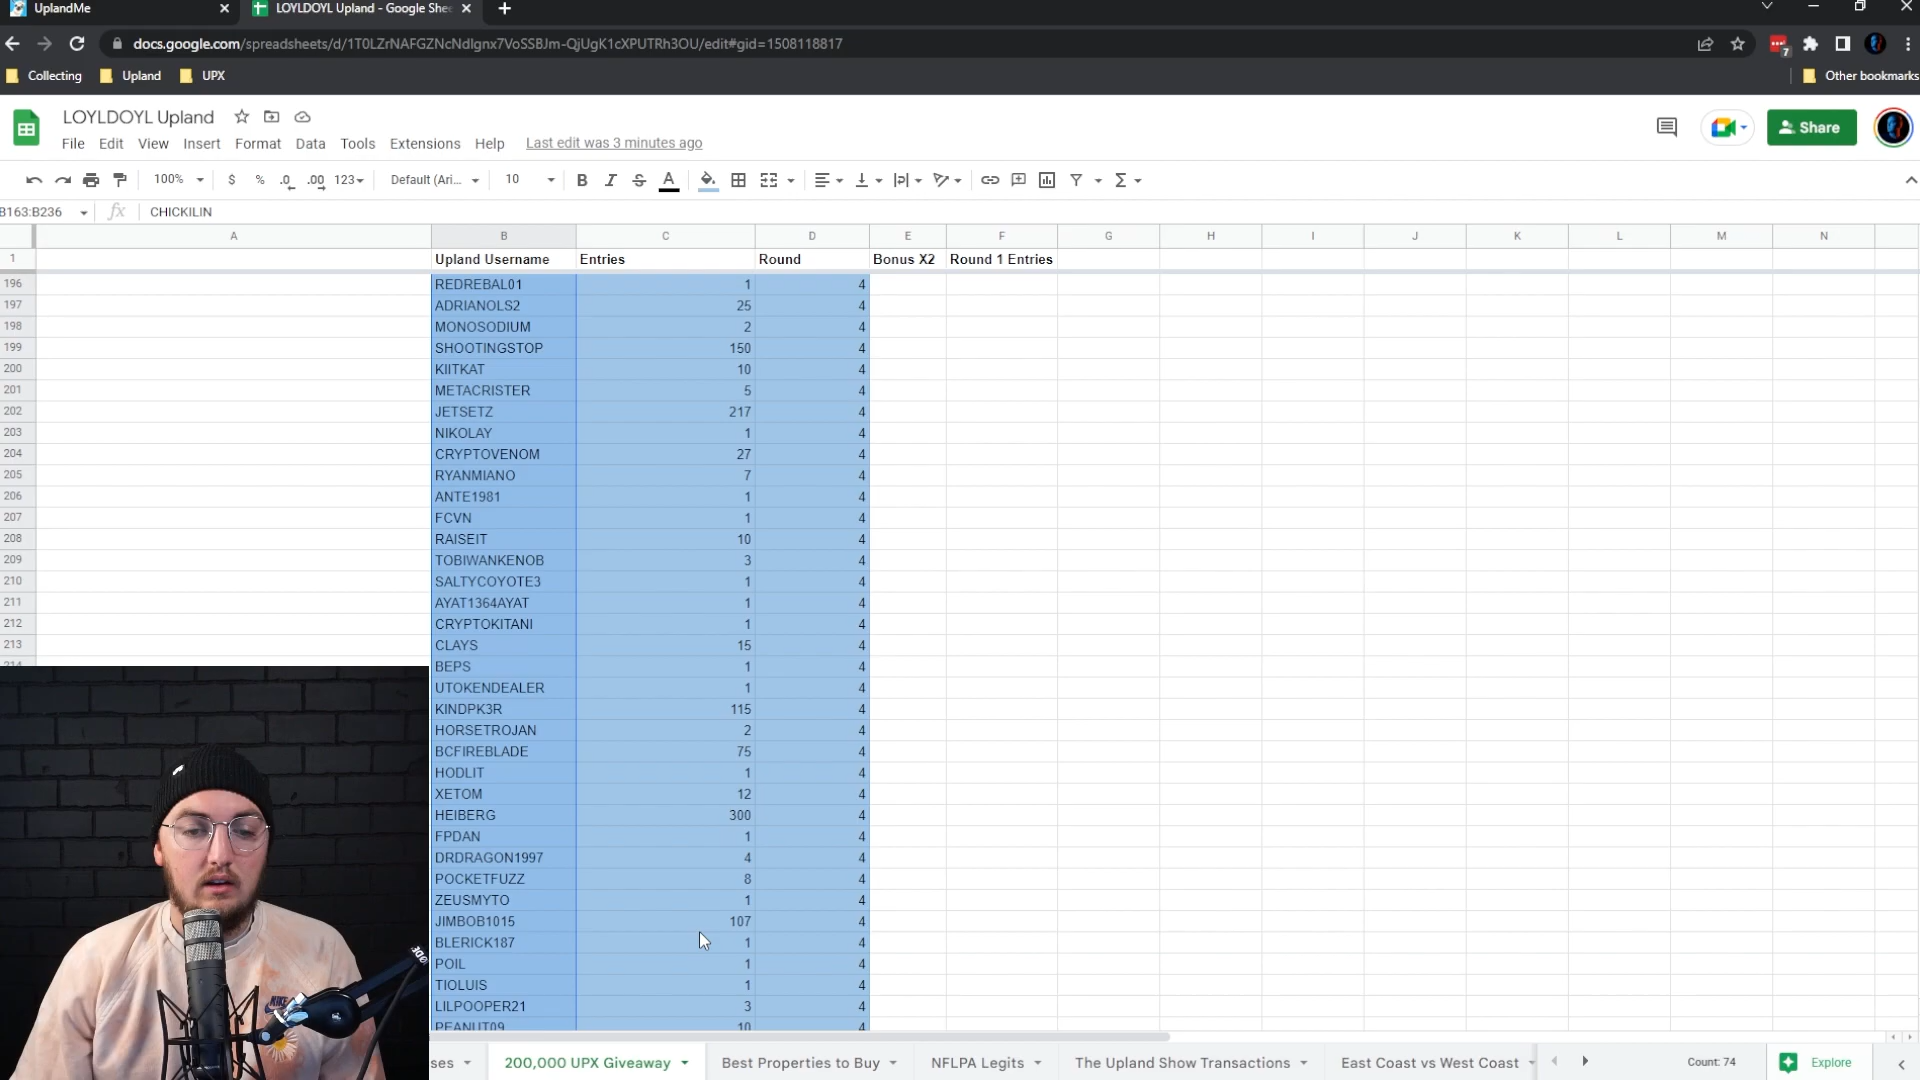 UplandMe
LOYLDOYL Upland - Google She
docs.google.com/spreadsheets/d/1T0LZrNAFGZNcNdIgnx7VoSSBJm-QjUgK1cXPUTRh3OU/edit#gid=1508118817
7
Collecting Upland UPX Other bookmarks
LOYLDOYL Upland
File Edit View Insert Format Data Tools Extensions Help Last edit was 3 minutes ago
Share
100% $ % .0 .00 123 Default (Ari... 10 B I S A
B163:B236 fx CHICKILIN
A B C D E F G H I J K L M N
1 Upland Username Entries Round Bonus X2 Round 1 Entries
196 REDREBAL01 1 4
197 ADRIANOLS2 25 4
198 MONOSODIUM 2 4
199 SHOOTINGSTOP 150 4
200 KIITKAT 10 4
201 METACRISTER 5 4
202 JETSETZ 217 4
203 NIKOLAY 1 4
204 CRYPTOVENOM 27 4
205 RYANMIANO 7 4
206 ANTE1981 1 4
207 FCVN 1 4
208 RAISEIT 10 4
209 TOBIWANKENOB 3 4
210 SALTYCOYOTE3 1 4
211 AYAT1364AYAT 1 4
212 CRYPTOKITANI 1 4
213 CLAYS 15 4
214 BEPS 1 4
UTOKENDEALER 1 4
KINDPK3R 115 4
HORSETROJAN 2 4
BCFIREBLADE 75 4
HODLIT 1 4
XETOM 12 4
HEIBERG 300 4
FPDAN 1 4
DRDRAGON1997 4 4
POCKETFUZZ 8 4
ZEUSMYTO 1 4
JIMBOB1015 107 4
BLERICK187 1 4
POIL 1 4
TIOLUIS 1 4
LILPOOPER21 3 4
PEANUT09 10 4
NIKE
ses 200,000 UPX Giveaway Best Properties to Buy NFLPA Legits The Upland Show Transactions East Coast vs West Coast Count: 74 Explore